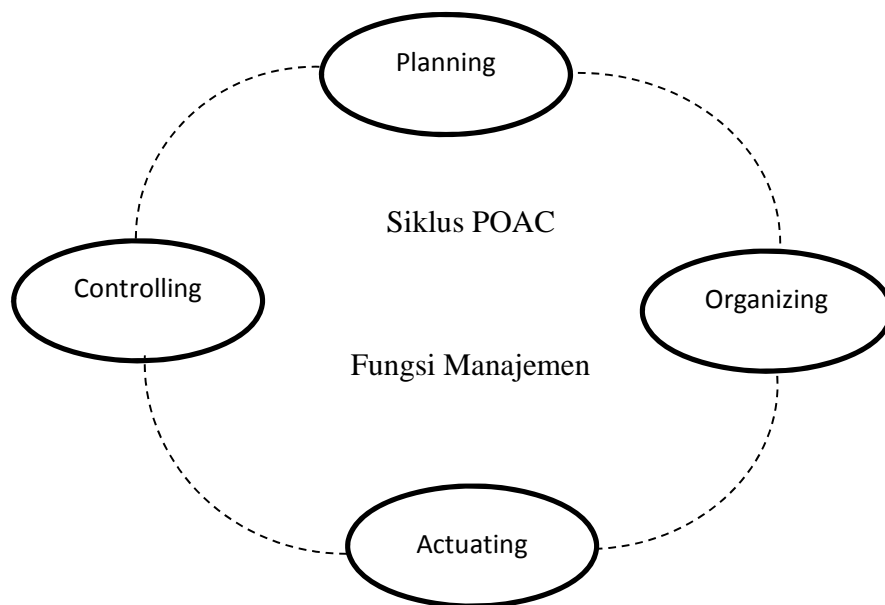 Planning
Siklus POAC
Controlling
Organizing
Fungsi Manajemen
Actuating